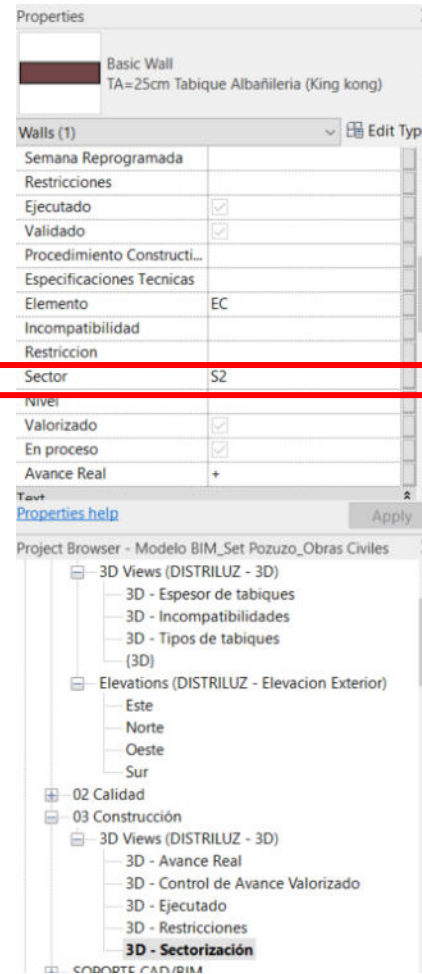 Properties
Basic Wall
TA=25cm Tabique Albañileria (King kong)
Walls (1) Edit Typ
Semana Reprogramada
Restricciones
Ejecutado
Validado
Procedimiento Constructi...
Especificaciones Tecnicas
Elemento EC
Incompatibilidad
Restriccion
Sector S2
Nivel
Valorizado
En proceso
Avance Real +
Text
Properties help Apply
Project Browser - Modelo BIM_Set Pozuzo_Obras Civiles
3D Views (DISTRILUZ - 3D)
3D - Espesor de tabiques
3D - Incompatibilidades
3D - Tipos de tabiques
{3D}
Elevations (DISTRILUZ - Elevacion Exterior)
Este
Norte
Oeste
Sur
02 Calidad
03 Construcción
3D Views (DISTRILUZ - 3D)
3D - Avance Real
3D - Control de Avance Valorizado
3D - Ejecutado
3D - Restricciones
3D - Sectorización
SOPORTE CAD/BIM